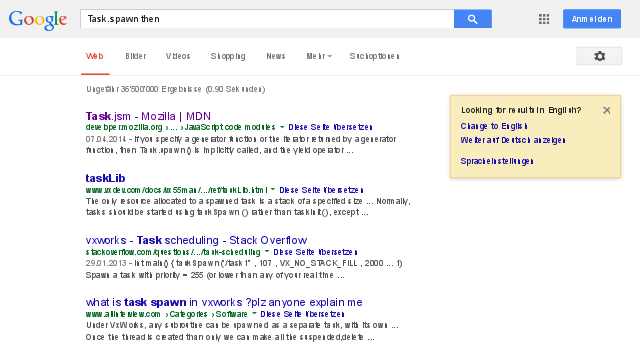 Google
Task.spawn then
Anmelden
Web Bilder Videos Shopping News Mehr Suchoptionen
Ungefähr 36'500'000 Ergebnisse (0.90 Sekunden)
Looking for results in English?
Change to English
Weiter auf Deutsch anzeigen
Spracheinstellungen
Task.jsm - Mozilla | MDN
developer.mozilla.org › ... › JavaScript code modules Diese Seite übersetzen
07.04.2014 - If you specify a generator function or the iterator returned by a generator
function, then Task.spawn() is implicitly called, and the yield operator ...
taskLib
www.vxdev.com/docs/vx55man/.../ref/taskLib.html Diese Seite übersetzen
The only resource allocated to a spawned task is a stack of a specified size ... Normally,
tasks should be started using taskSpawn() rather than taskInit(), except ...
vxworks - Task scheduling - Stack Overflow
stackoverflow.com/questions/.../task-scheduling Diese Seite übersetzen
29.01.2013 - int main() { taskSpawn("/task1" , 107 , VX_NO_STACK_FILL , 2000 ... 1)
Spawn a task with priority = 255 (or lower than any of your real time ...
what is task spawn in vxworks ?plz anyone explain me
www.allinterview.com › Categories › Software Diese Seite übersetzen
Under VxWorks, any subroutine can be spawned as a separate task, with its own ...
Once the thread is created than only we can make all the suspended,delete ...